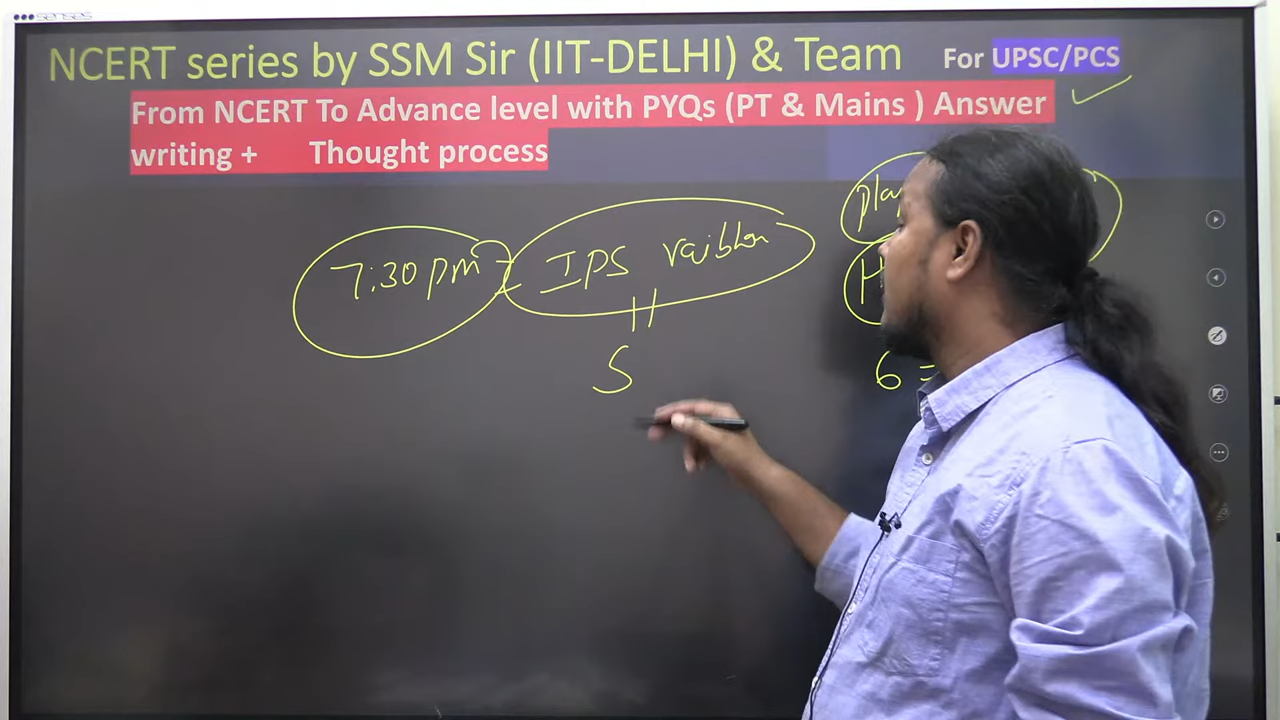 NCERT series by SSM Sir (IIT-DELHI) & Team For UPSC/PCS
From NCERT To Advance level with PYQs (PT & Mains ) Answer
writing + Thought process
7:30 pm IPS
S
6 =